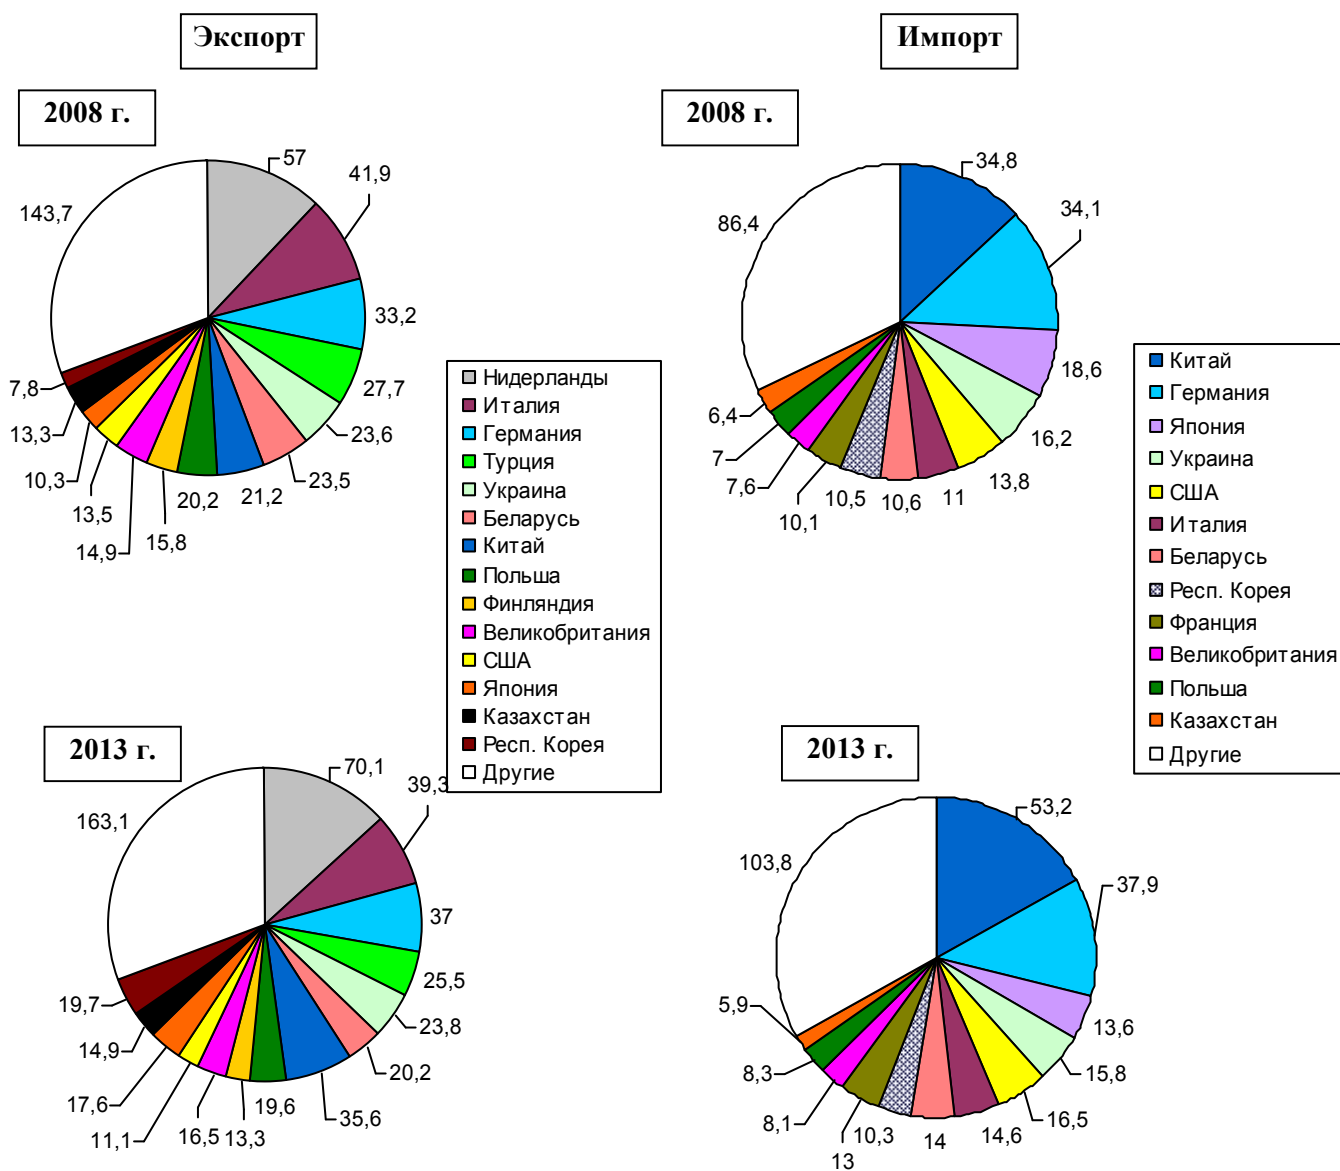 Экспорт
Импорт
2008 г.
2008 г.
57
41,9
33,2
27,7
23,6
23,5
21,2
20,2
15,8
14,9
13,5
10,3
13,3
7,8
143,7
34,8
34,1
18,6
16,2
13,8
11
10,6
10,5
10,1
7,6
7
6,4
86,4
Нидерланды
Италия
Германия
Турция
Украина
Беларусь
Китай
Польша
Финляндия
Великобритания
США
Япония
Казахстан
Респ. Корея
Другие
Китай
Германия
Япония
Украина
США
Италия
Беларусь
Респ. Корея
Франция
Великобритания
Польша
Казахстан
Другие
2013 г.
2013 г.
70,1
39,3
37
25,5
23,8
20,2
35,6
19,6
13,3
16,5
11,1
17,6
14,9
19,7
163,1
53,2
37,9
13,6
15,8
16,5
14,6
14
10,3
13
8,1
8,3
5,9
103,8